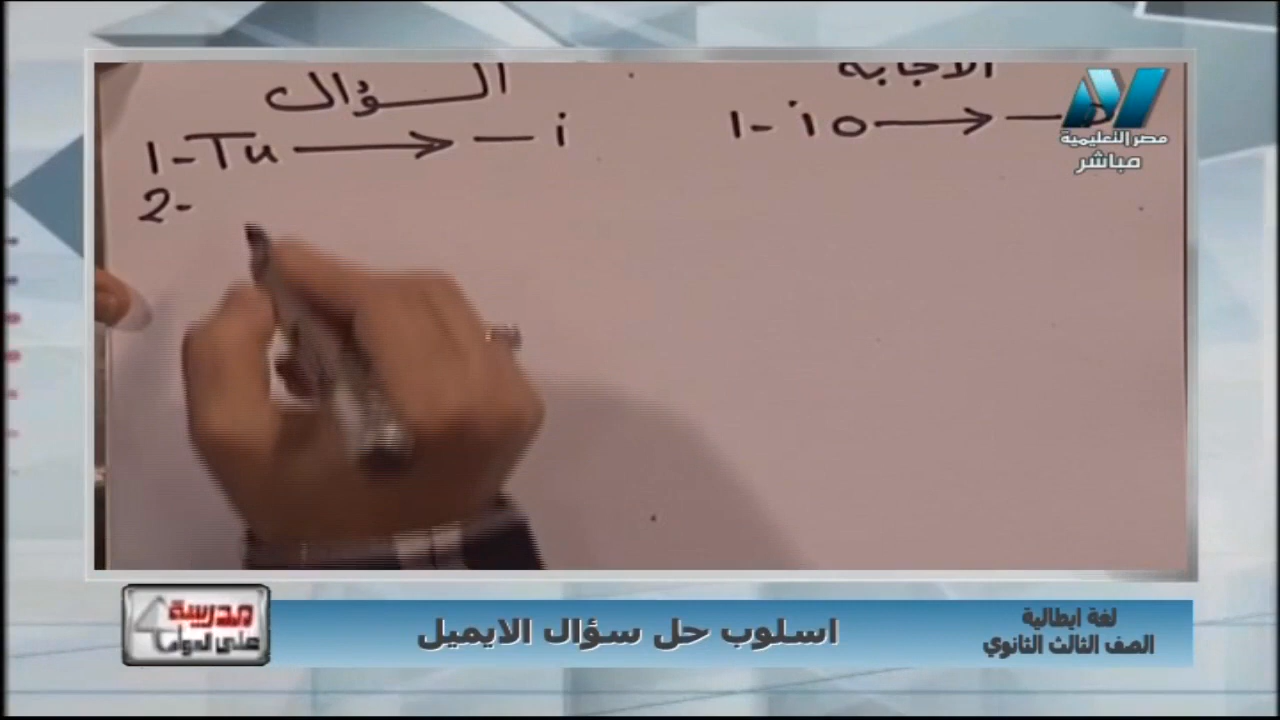 السؤال
1- Tu → - i
2-
الاجابة
1- io → - o
مصر التعليمية
مباشر
مدرسة
على الهواء
اسلوب حل سؤال الايميل
لغة ايطالية
الصف الثالث الثانوي